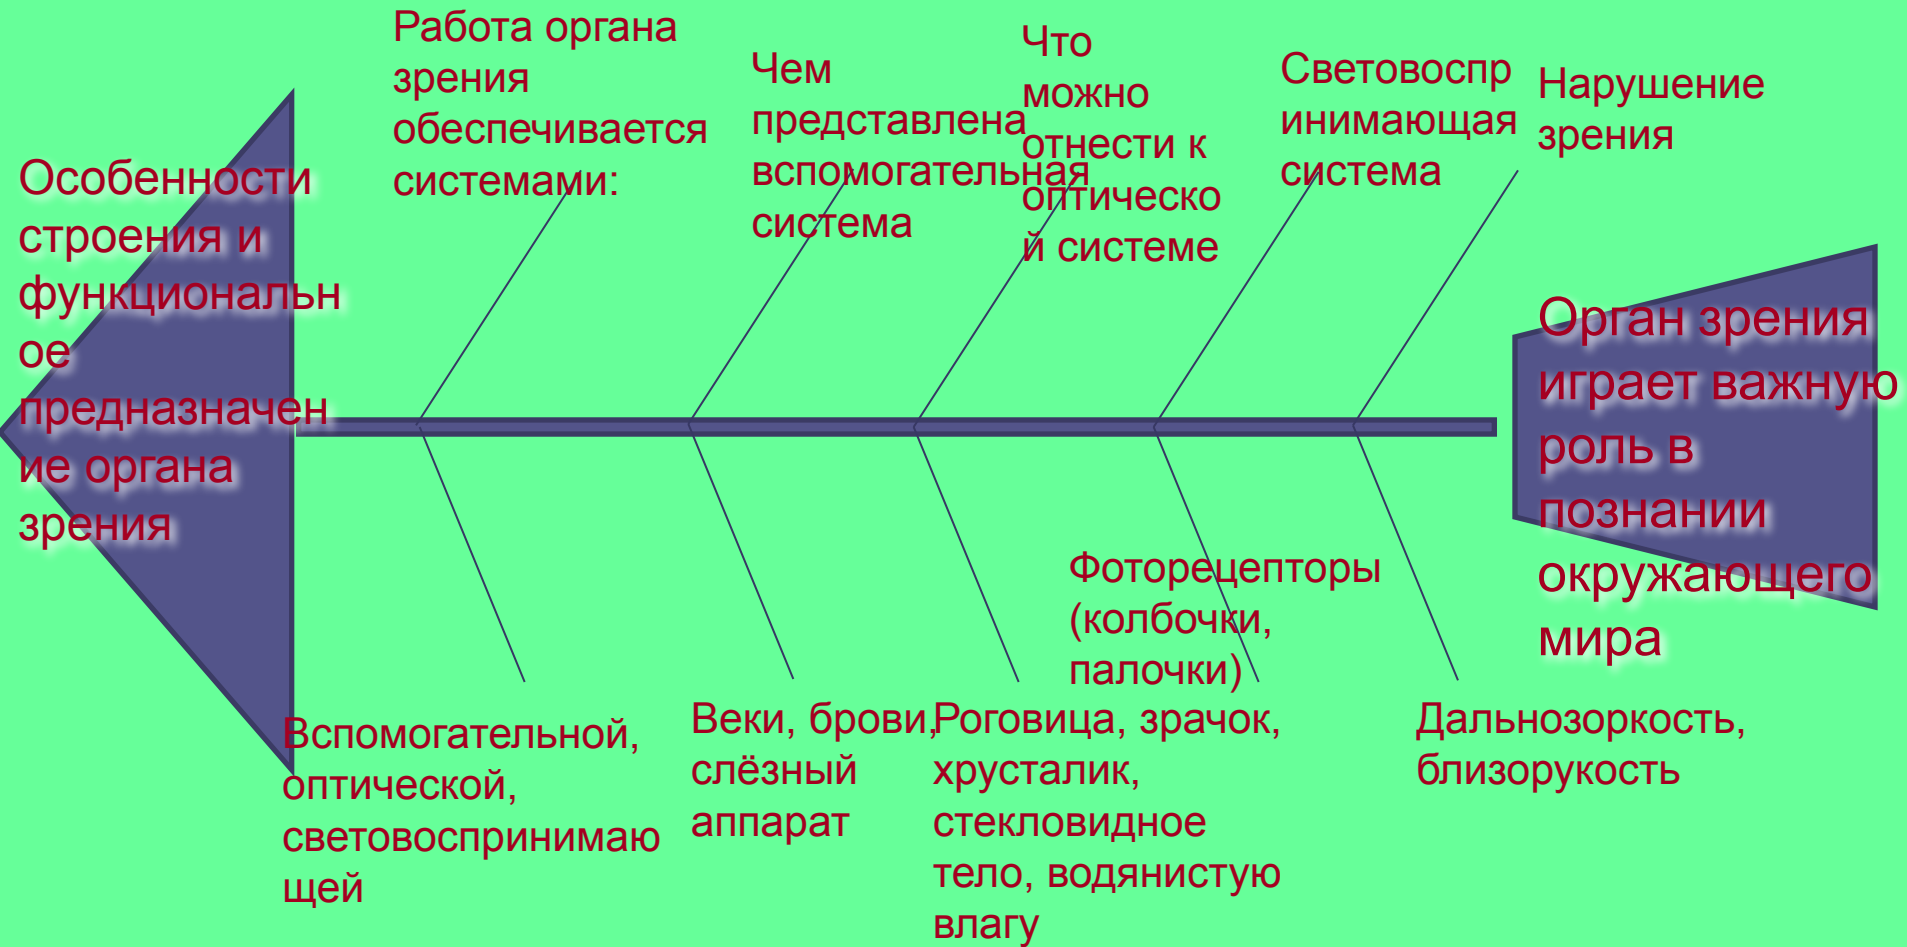 Особенности
строения и
функциональн
ое
предназначен
ие органа
зрения
Работа органа
зрения
обеспечивается
системами:
Чем
представлена
вспомогательная
система
Что
можно
отнести к
оптическо
й системе
Световоспр
инимающая
система
Нарушение
зрения
Вспомогательной,
оптической,
световоспринимаю
щей
Веки, брови,
слёзный
аппарат
Роговица, зрачок,
хрусталик,
стекловидное
тело, водянистую
влагу
Фоторецепторы
(колбочки,
палочки)
Дальнозоркость,
близорукость
Орган зрения
играет важную
роль в
познании
окружающего
мира